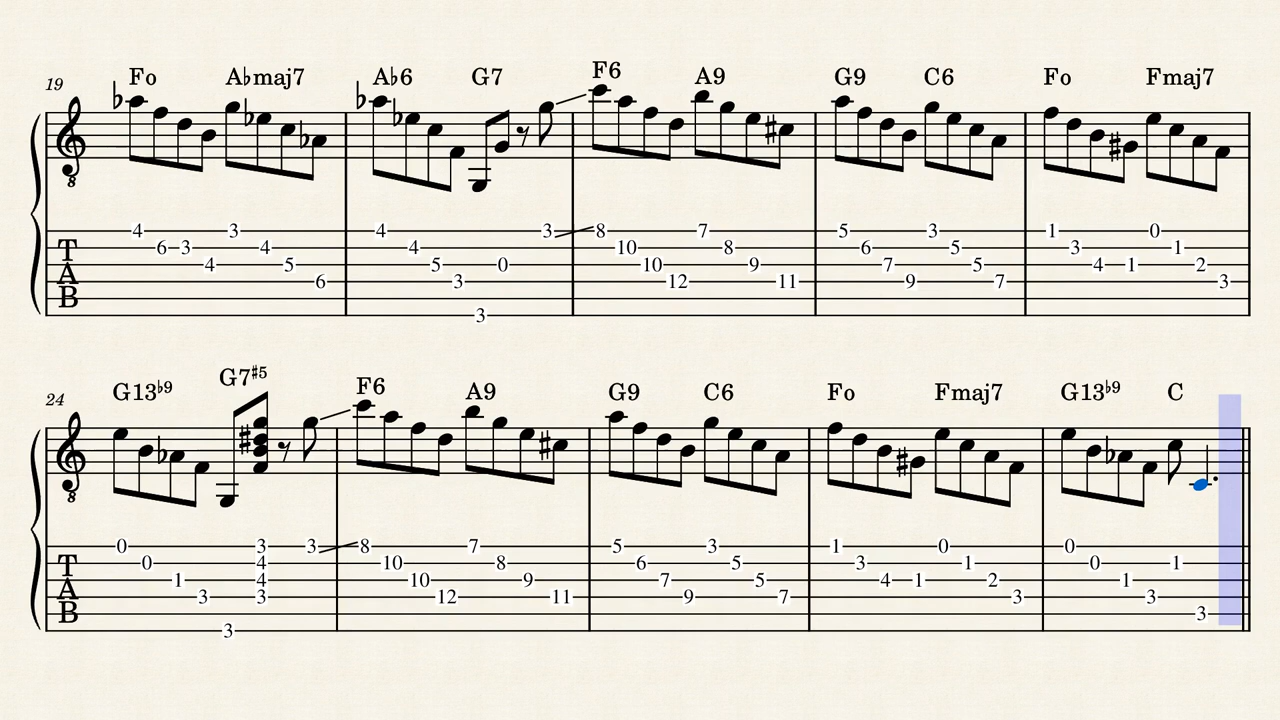 19 Fo A♭maj7 A♭6 G7 F6 A9 G9 C6 Fo Fmaj7
8 8
T 4 3 4 3 8 7 5 3 1 0
A 6 3 4 4 10 8 6 5 3 1
B 4 5 5 0 10 9 7 5 4 1 2
6 3 12 11 9 7 3
3
24 G13♭9 G7♯5 F6 A9 G9 C6 Fo Fmaj7 G13♭9 C
8
T 0 3 3 8 7 5 3 1 0 0
A 0 4 10 8 6 5 3 1 0 1
B 1 4 10 9 7 5 4 1 2 1
3 3 12 11 9 7 3 3
3
3